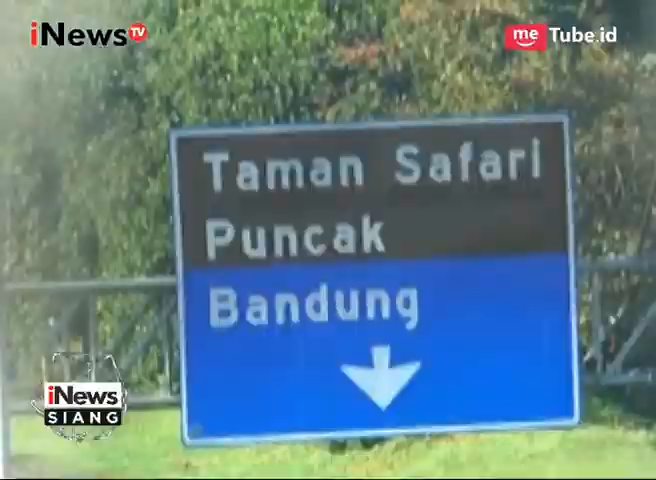 iNews TV
me Tube.id
Taman Safari
Puncak
Bandung
iNews
SIANG